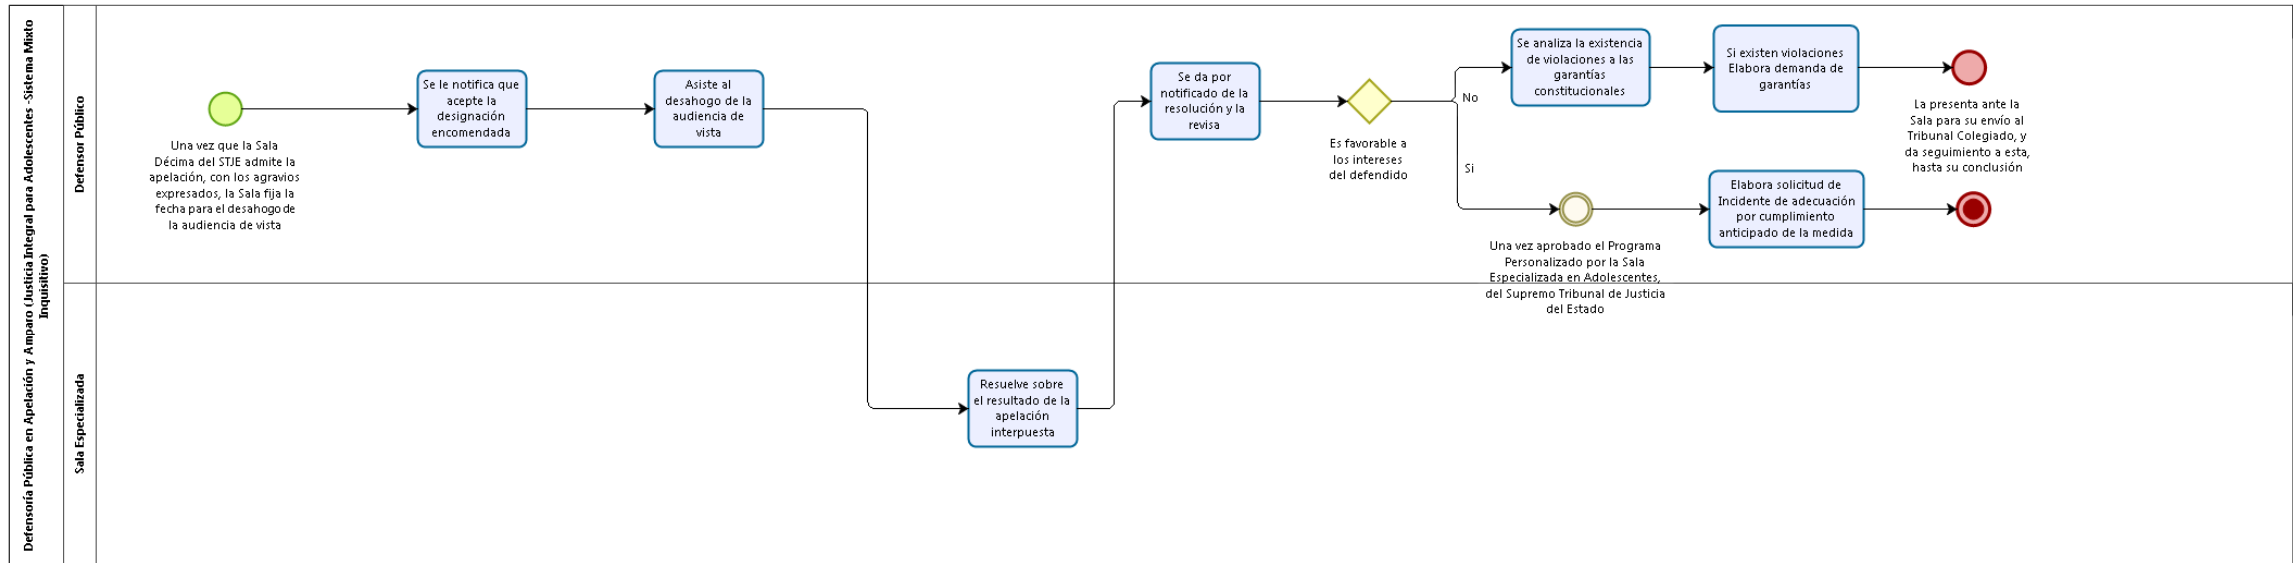 Defensoría Pública en Apelación y Amparo (Justicia Integral para Adolescentes -Sistema Mixto
Inquisitivo)
Defensor Público
Una vez que la Sala
Décima del STJE admite la
apelación, con los agravios
expresados, la Sala fija la
fecha para el desahogo de
la audiencia de vista
Se le notifica que
acepte la
designación
encomendada
Asiste al
desahogo de la
audiencia de
vista
Se da por
notificado de la
resolución y la
revisa
Es favorable a
los intereses
del defendido
No
Si
Se analiza la existencia
de violaciones a las
garantías
constitucionales
Si existen violaciones
Elabora demanda de
garantías
La presenta ante la
Sala para su envío al
Tribunal Colegiado, y
da seguimiento a esta,
hasta su conclusión
Una vez aprobado el Programa
Personalizado por la Sala
Especializada en Adolescentes,
del Supremo Tribunal de Justicia
del Estado
Elabora solicitud de
Incidente de adecuación
por cumplimiento
anticipado de la medida
Sala Especializada
Resuelve sobre
el resultado de la
apelación
interpuesta